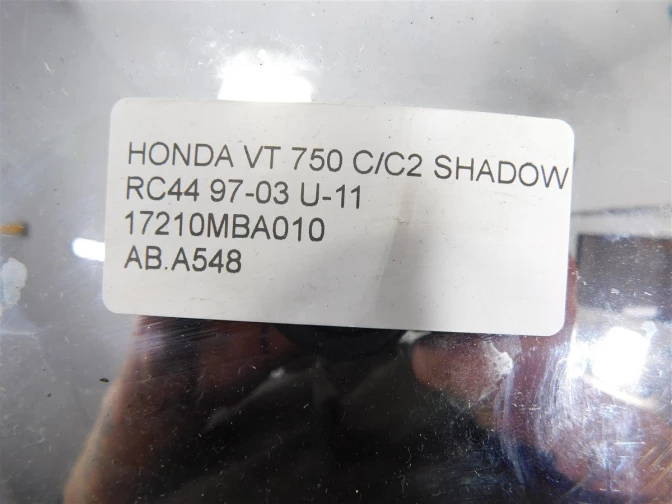 HONDA VT 750 C/C2 SHADOW
RC44 97-03 U-11
17210MBA010
AB.A548